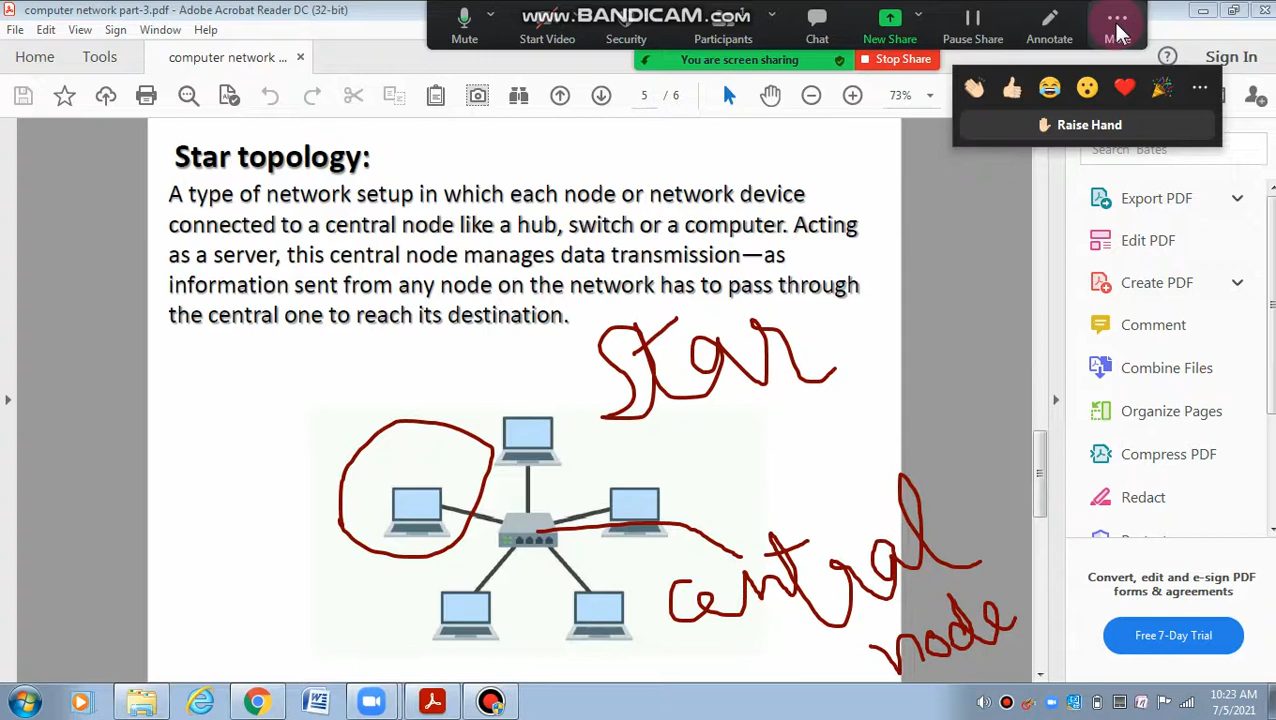 computer network part-3.pdf - Adobe Acrobat Reader DC (32-bit)
www.BANDICAM.com
File Edit View Sign Window Help
Mute Start Video Security Participants Chat New Share Pause Share Annotate
You are screen sharing Stop Share
Home Tools computer network ... Sign In
5 / 6 73%
Raise Hand
Search 'Bates
Star topology:
A type of network setup in which each node or network device
connected to a central node like a hub, switch or a computer. Acting
as a server, this central node manages data transmission—as
information sent from any node on the network has to pass through
the central one to reach its destination.
Star
central
node
Export PDF
Edit PDF
Create PDF
Comment
Combine Files
Organize Pages
Compress PDF
Redact
Convert, edit and e-sign PDF
forms & agreements
Free 7-Day Trial
10:23 AM
7/5/2021